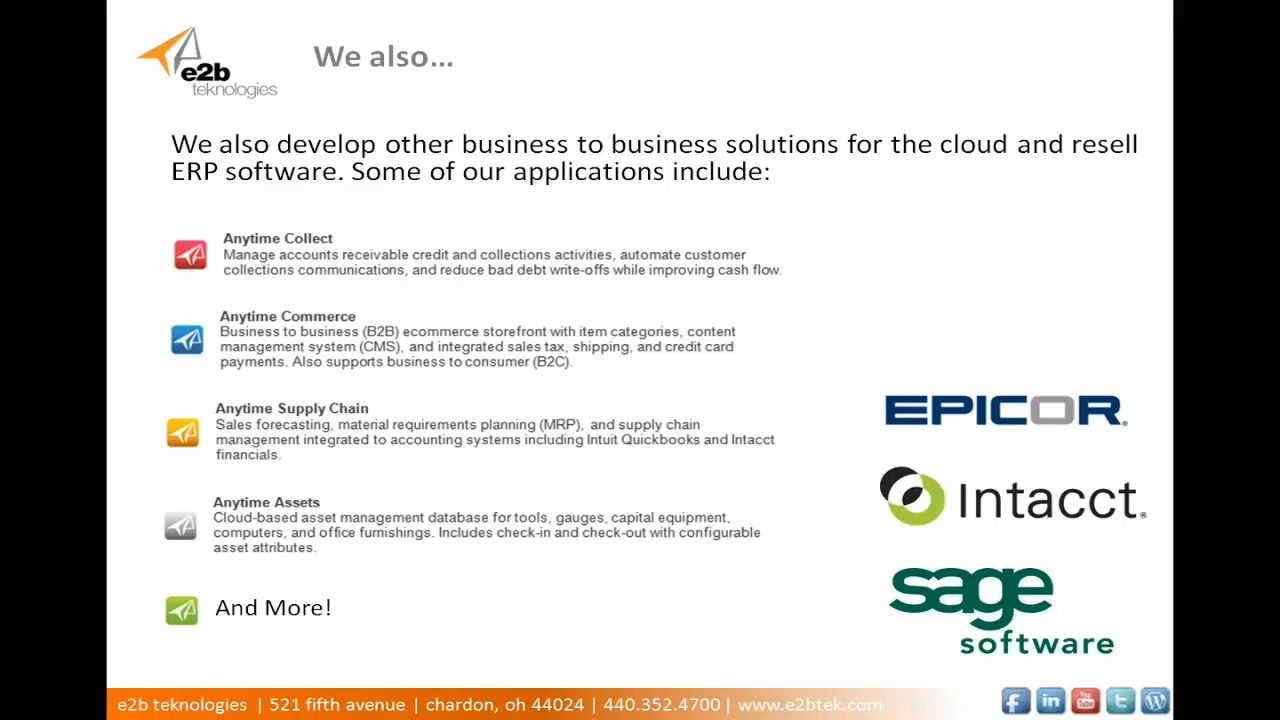 e2b
teknologies
We also...
We also develop other business to business solutions for the cloud and resell
ERP software. Some of our applications include:
Anytime Collect
Manage accounts receivable credit and collections activities, automate customer
collections communications, and reduce bad debt write-offs while improving cash flow.
Anytime Commerce
Business to business (B2B) ecommerce storefront with item categories, content
management system (CMS), and integrated sales tax, shipping, and credit card
payments. Also supports business to consumer (B2C).
Anytime Supply Chain
Sales forecasting, material requirements planning (MRP), and supply chain
management integrated to accounting systems including Intuit Quickbooks and Intacct
financials.
Anytime Assets
Cloud-based asset management database for tools, gauges, capital equipment,
computers, and office furnishings. Includes check-in and check-out with configurable
asset attributes.
And More!
EPICOR®
Intacct®
sage
software
e2b teknologies | 521 fifth avenue | chardon, oh 44024 | 440.352.4700 | www.e2btek.com
f in You Tube t W